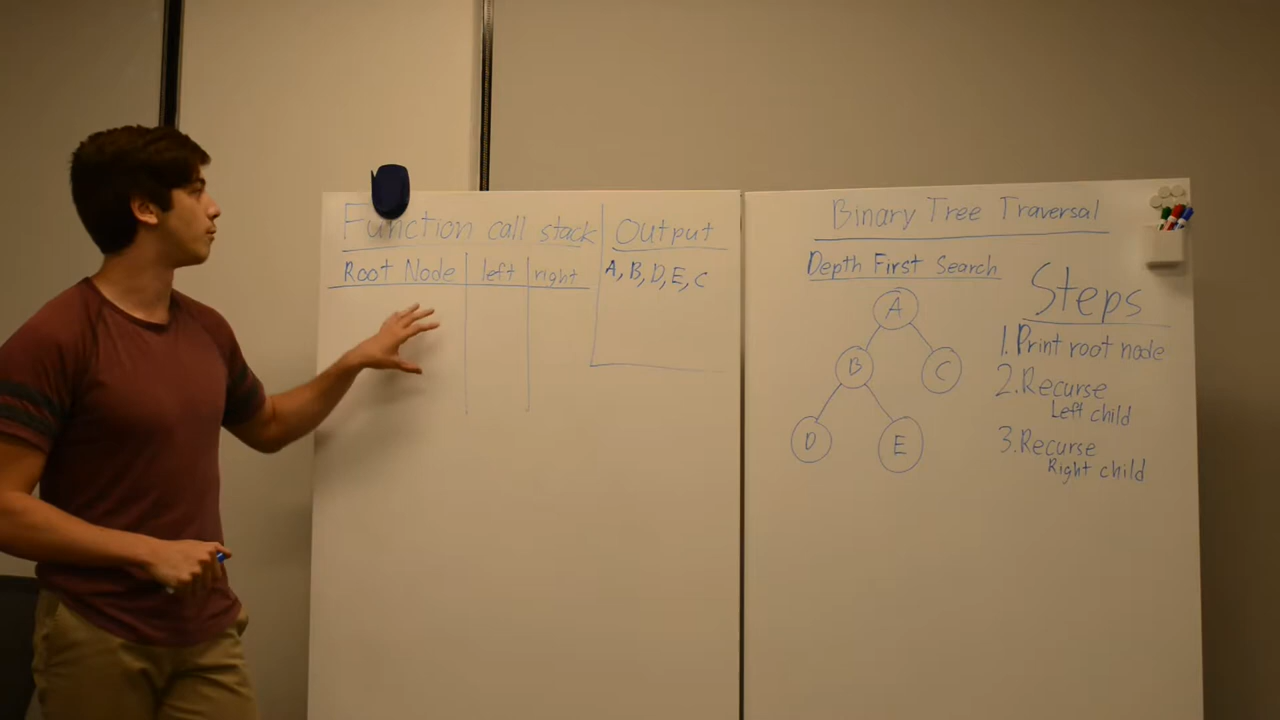 Function call stack
Root Node left right
Output
A, B, D, E, C
Binary Tree Traversal
Depth First Search
A
B
C
D
E
Steps
1. Print root node
2. Recurse
Left child
3. Recurse
Right child